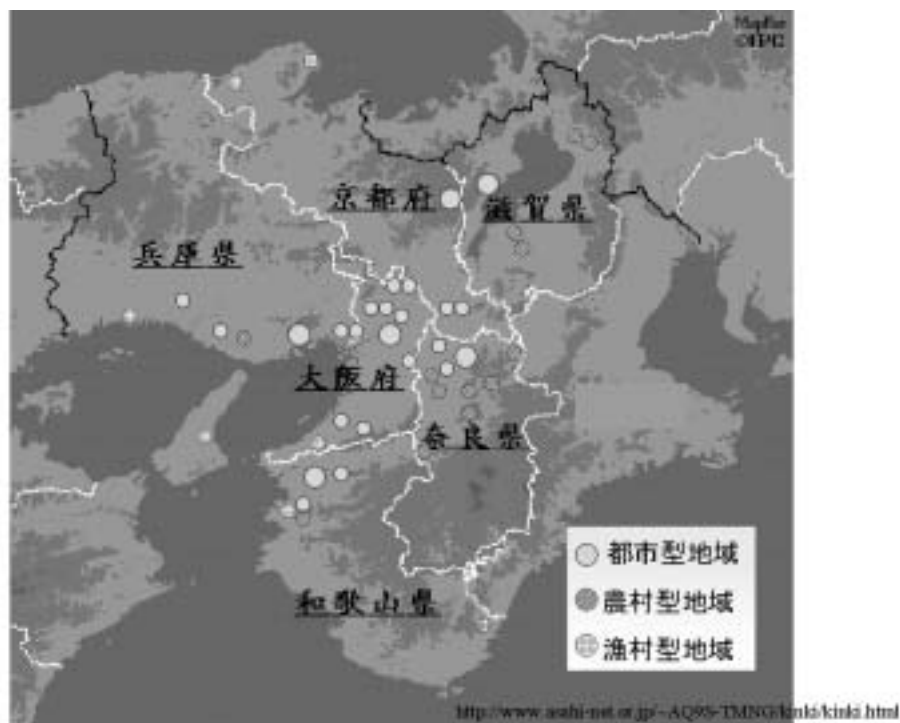 京都府
滋賀県
兵庫県
大阪府
奈良県
和歌山県
都市型地域
農村型地域
漁村型地域